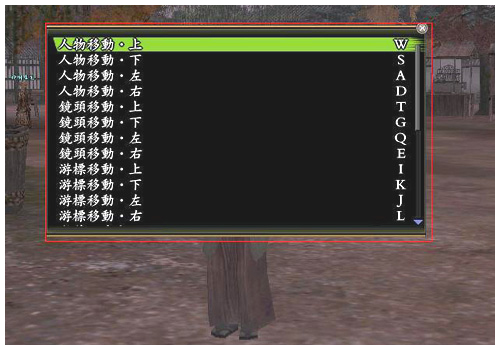 人物移動・上 W
人物移動・下 S
人物移動・左 A
人物移動・右 D
鏡頭移動・上 T
鏡頭移動・下 G
鏡頭移動・左 Q
鏡頭移動・右 E
游標移動・上 I
游標移動・下 K
游標移動・左 J
游標移動・右 L